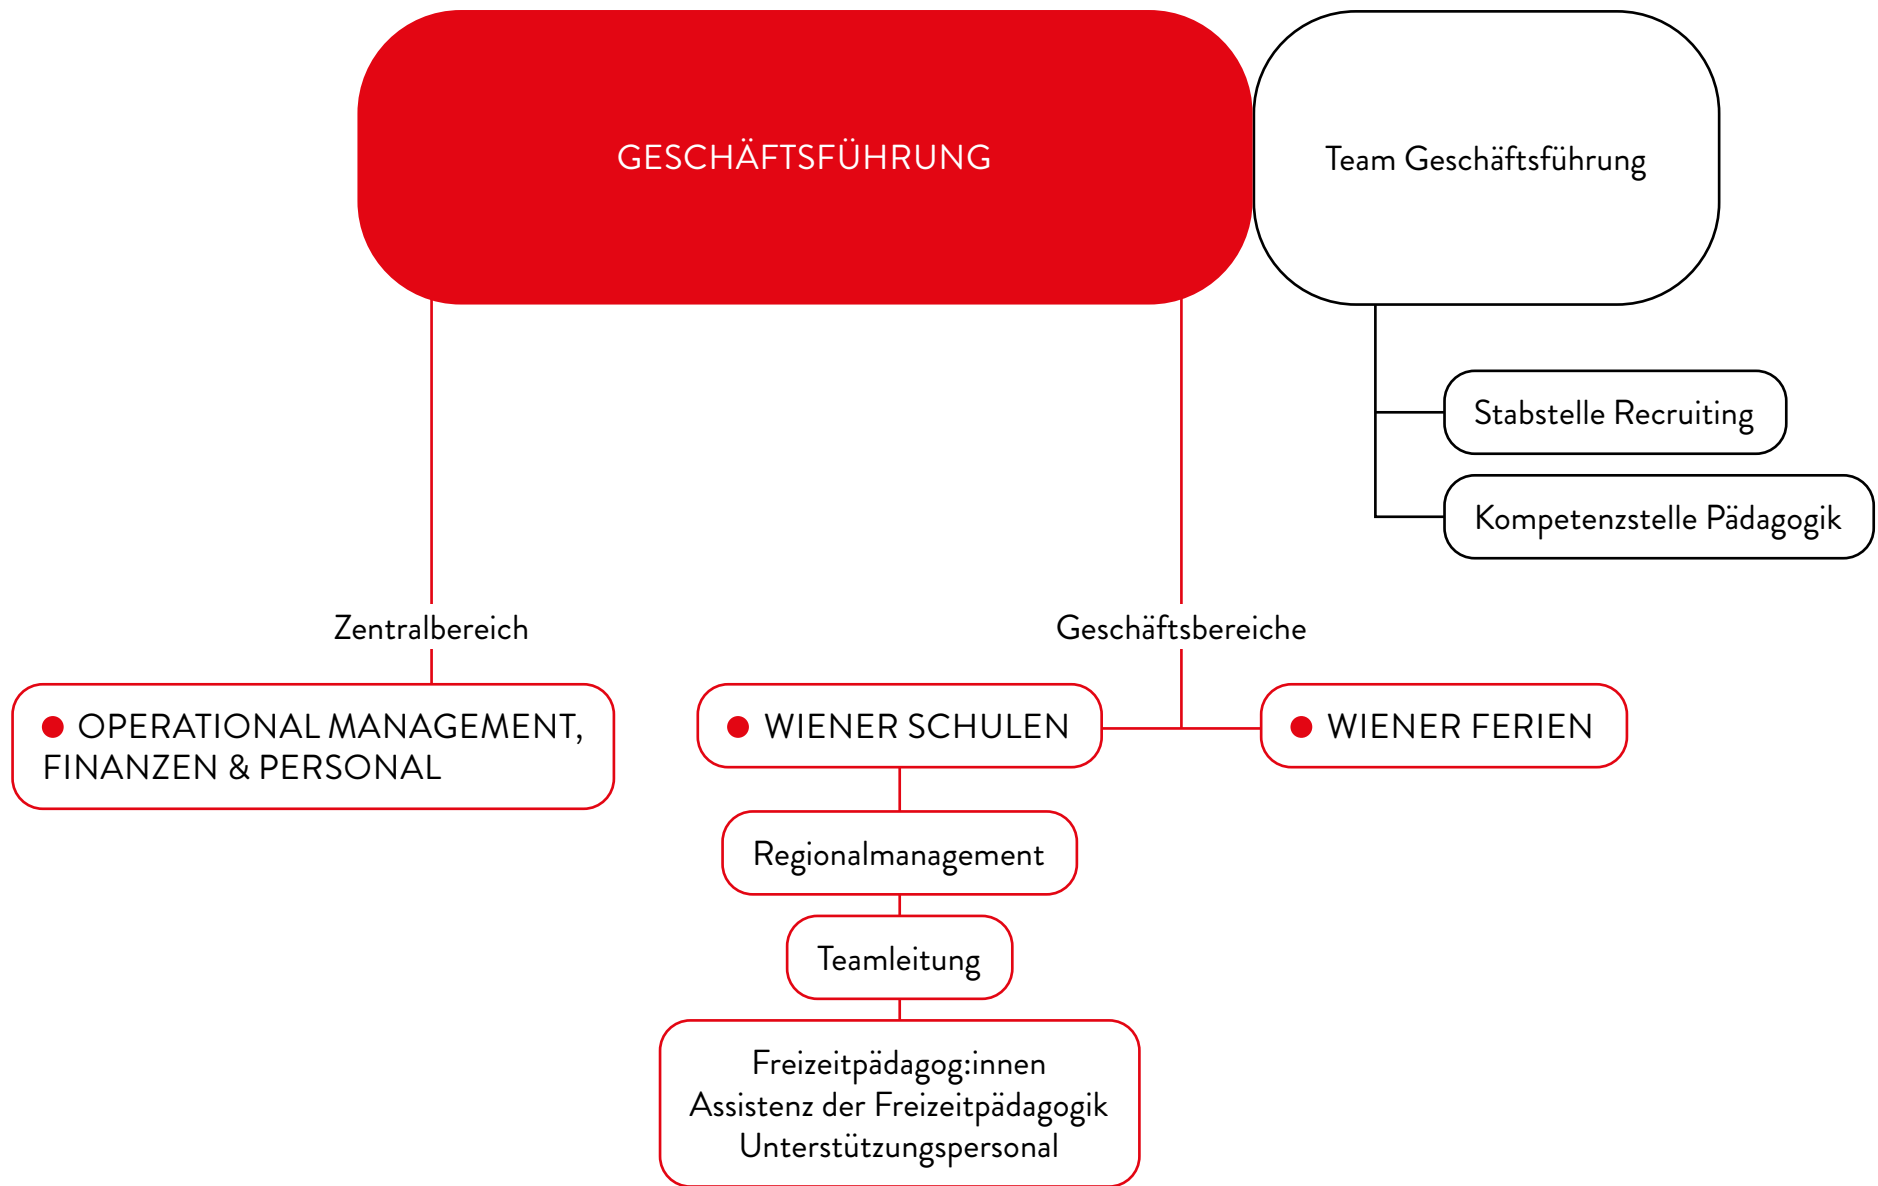 GESCHÄFTSFÜHRUNG
Team Geschäftsführung
Stabstelle Recruiting
Kompetenzstelle Pädagogik
Zentralbereich
Geschäftsbereiche
OPERATIONAL MANAGEMENT,
FINANZEN & PERSONAL
WIENER SCHULEN
WIENER FERIEN
Regionalmanagement
Teamleitung
Freizeitpädagog:innen
Assistenz der Freizeitpädagogik
Unterstützungspersonal